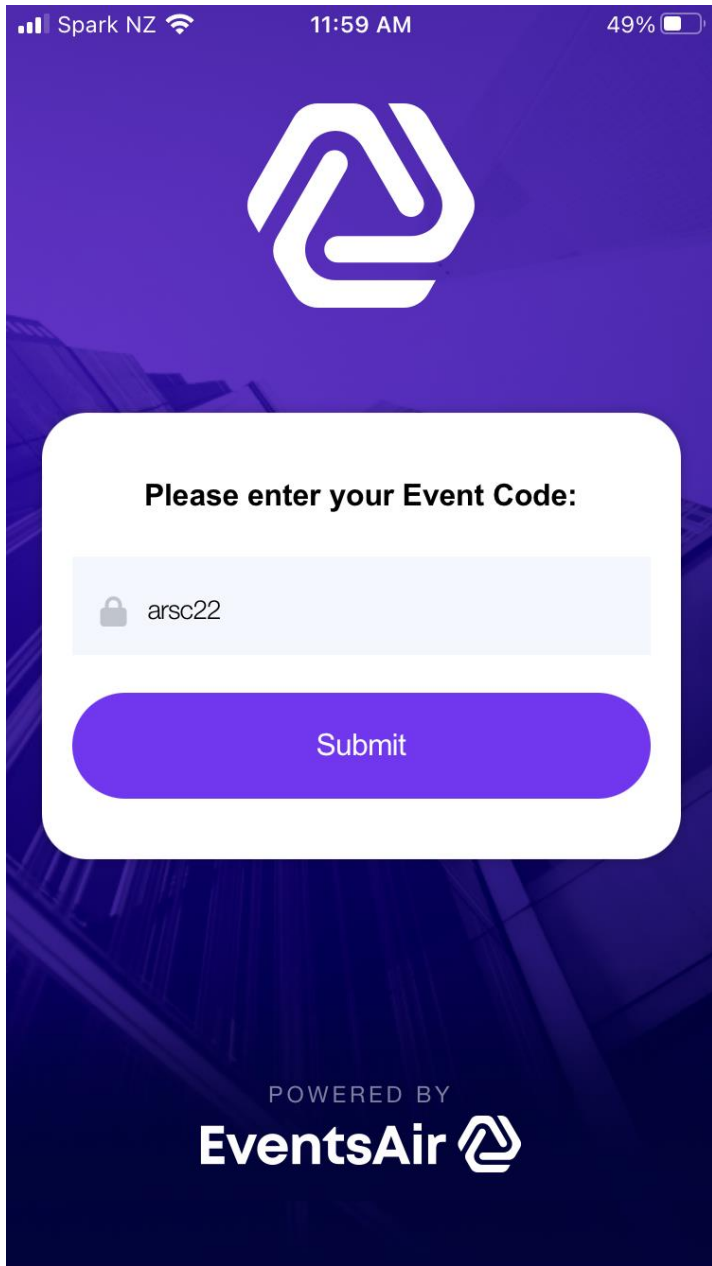 Spark NZ 11:59 AM 49%
Please enter your Event Code:
arsc22
Submit
POWERED BY
EventsAir